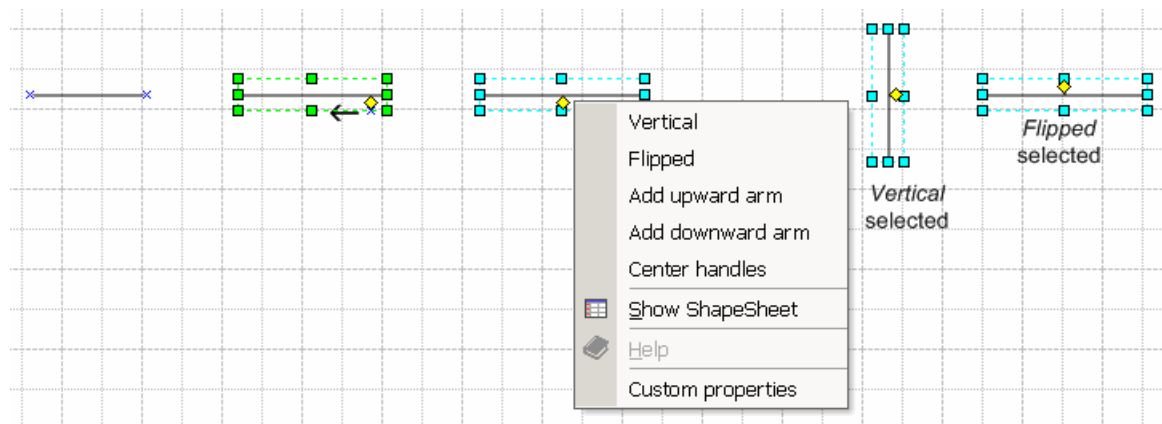 Vertical
Flipped
Add upward arm
Add downward arm
Center handles
Show ShapeSheet
Help
Custom properties
Vertical
selected
Flipped
selected